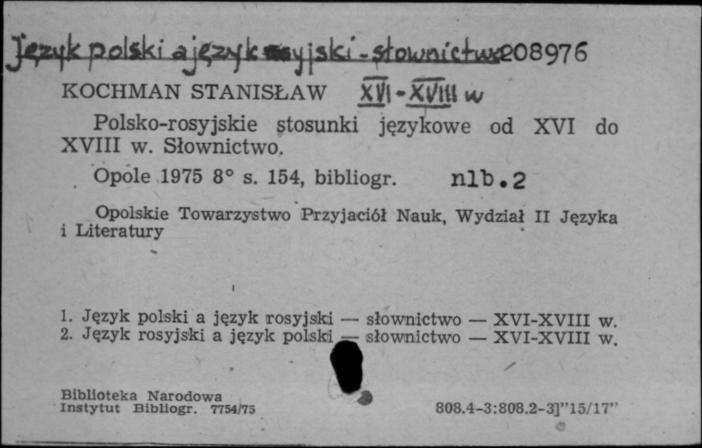 Język polski a język rosyjski - słownictwo 208976
KOCHMAN STANISŁAW XVI-XVIII w
Polsko-rosyjskie stosunki językowe od XVI do
XVIII w. Słownictwo.
Opole 1975 8° s. 154, bibliogr. nlb.2
Opolskie Towarzystwo Przyjaciół Nauk, Wydział II Języka
i Literatury
1. Język polski a język rosyjski — słownictwo — XVI-XVIII w.
2. Język rosyjski a język polski — słownictwo — XVI-XVIII w.
Biblioteka Narodowa
Instytut Bibliogr. 7754/75 808.4-3:808.2-3]"15/17"